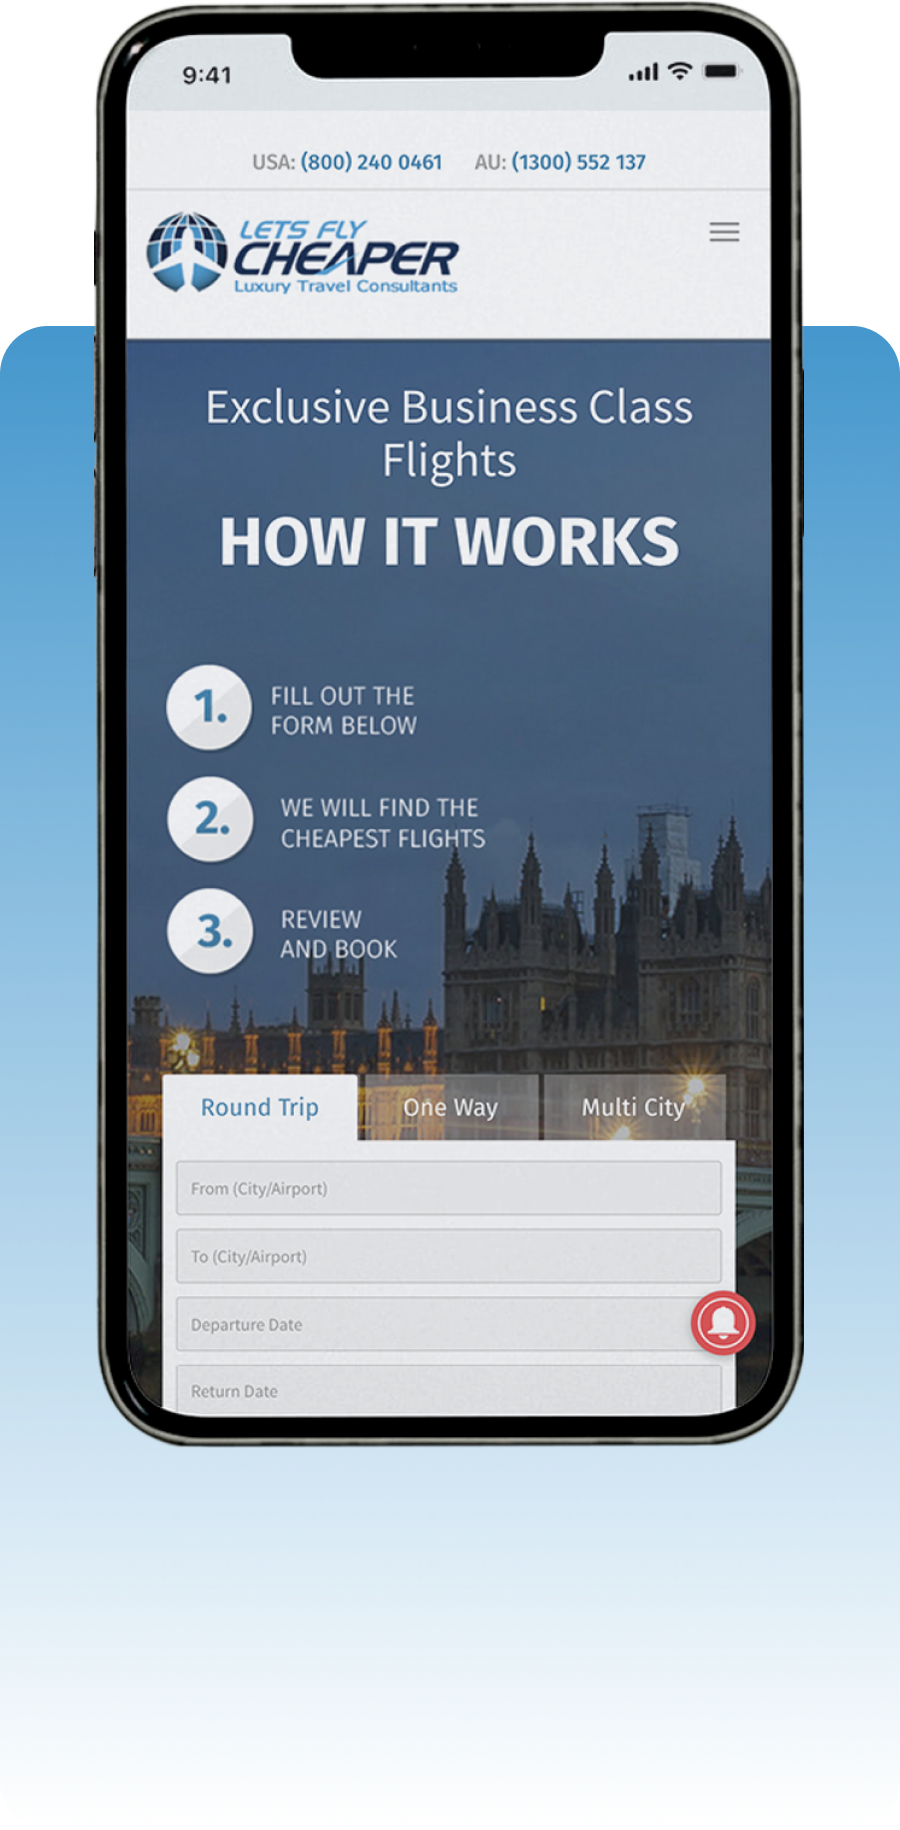 9:41
USA: (800) 240 0461 AU: (1300) 552 137
LETS FLY
CHEAPER
Luxury Travel Consultants
Exclusive Business Class
Flights
HOW IT WORKS
1. FILL OUT THE
FORM BELOW
2. WE WILL FIND THE
CHEAPEST FLIGHTS
3. REVIEW
AND BOOK
Round Trip One Way Multi City
From (City/Airport)
To (City/Airport)
Departure Date
Return Date